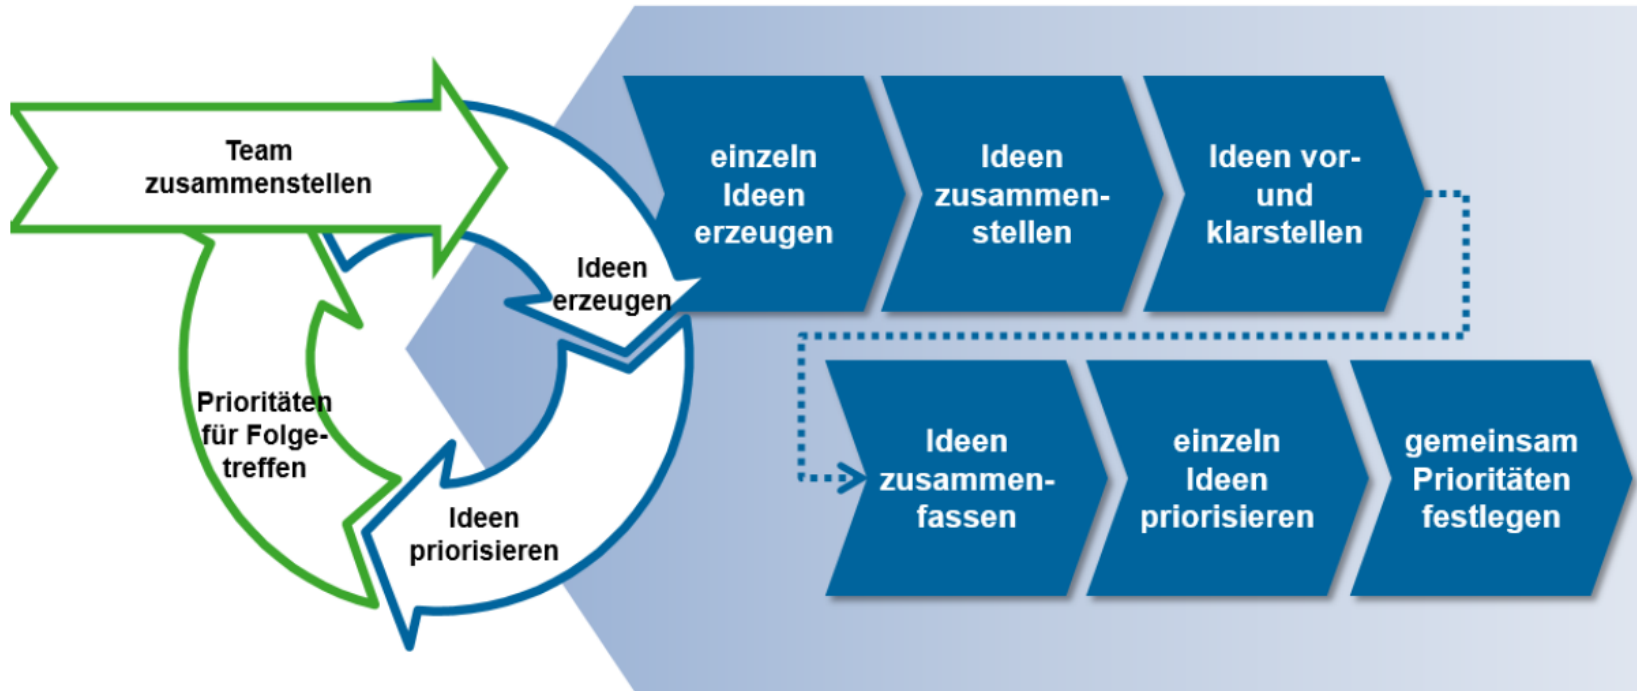 Team
zusammenstellen
Ideen
erzeugen
Ideen
priorisieren
Prioritäten
für Folge-
treffen
einzeln
Ideen
erzeugen
Ideen
zusammen-
stellen
Ideen vor-
und
klarstellen
Ideen
zusammen-
fassen
einzeln
Ideen
priorisieren
gemeinsam
Prioritäten
festlegen